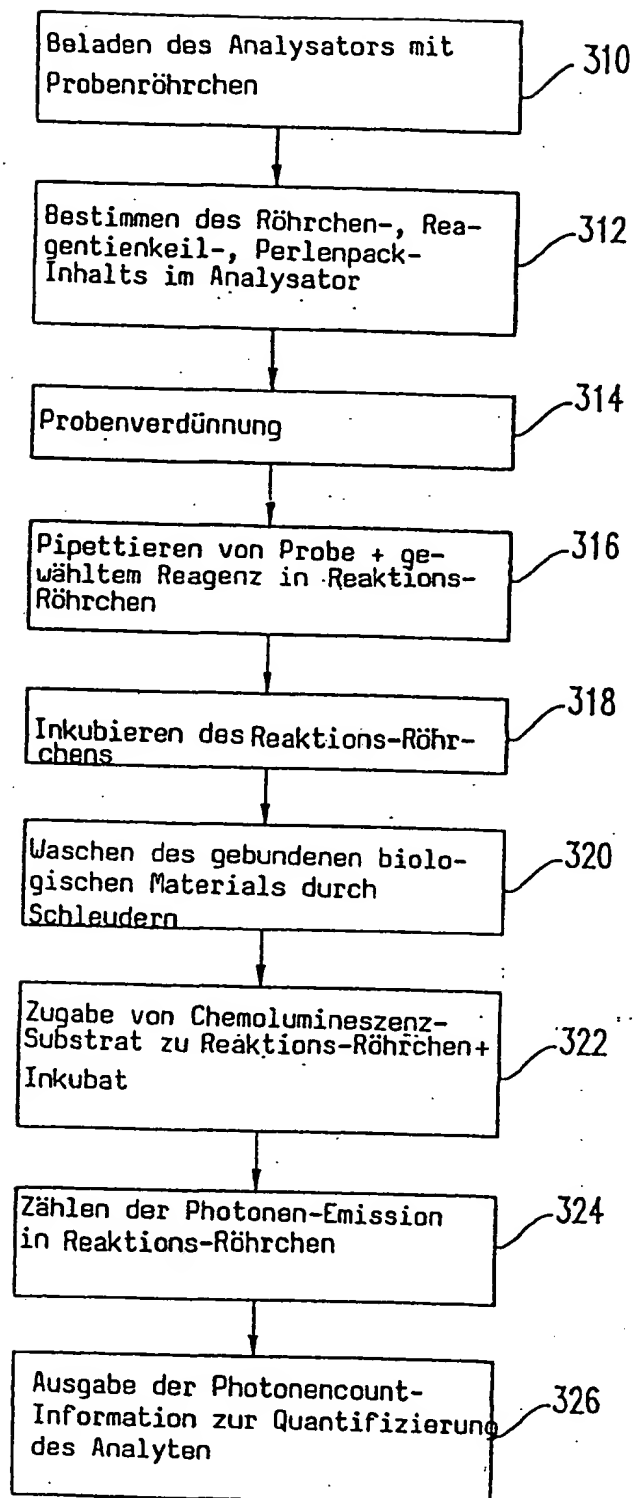 Beladen des Analysators mit
Probenröhrchen
310
Bestimmen des Röhrchen-, Rea-
gentienkeil-, Perlenpack-
Inhalts im Analysator
312
Probenverdünnung
314
Pipettieren von Probe + ge-
wähltem Reagenz in Reaktions-
Röhrchen
316
Inkubieren des Reaktions-Röhr-
chens
318
Waschen des gebundenen biolo-
gischen Materials durch
Schleudern
320
Zugabe von Chemolumineszenz-
Substrat zu Reaktions-Röhrchen+
Inkubat
322
Zählen der Photonen-Emission
in Reaktions-Röhrchen
324
Ausgabe der Photonencount-
Information zur Quantifizierung
des Analyten
326